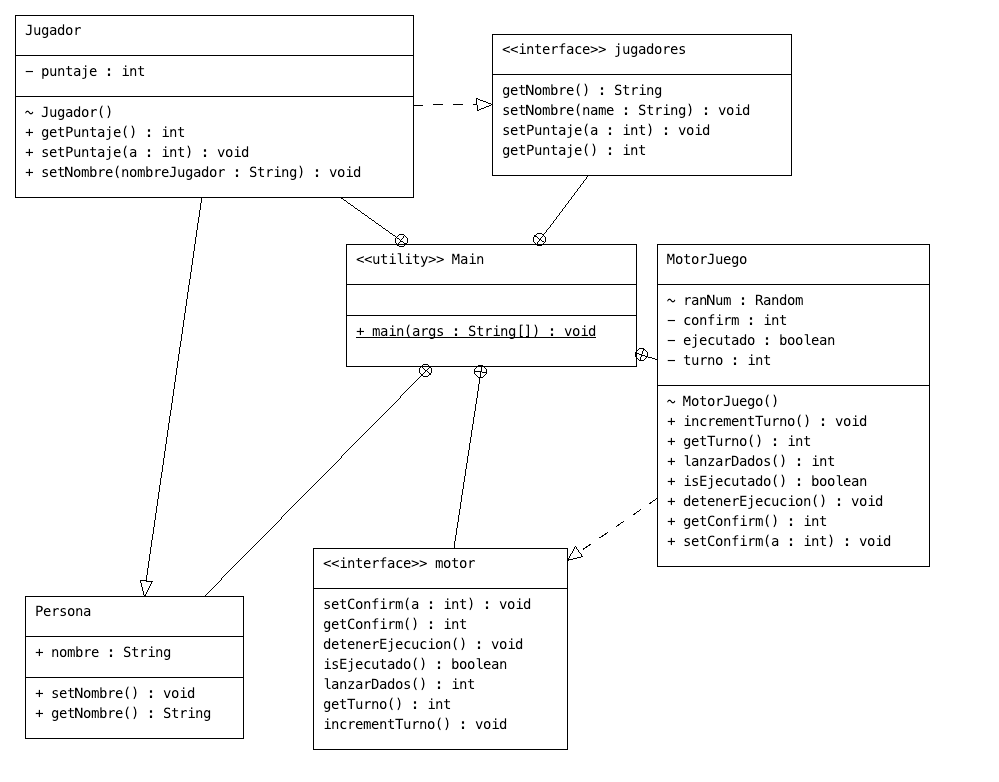 Jugador
− puntaje : int
~ Jugador()
+ getPuntaje() : int
+ setPuntaje(a : int) : void
+ setNombre(nombreJugador : String) : void
<<interface>> jugadores
getNombre() : String
setNombre(name : String) : void
setPuntaje(a : int) : void
getPuntaje() : int
<<utility>> Main
+ main(args : String[]) : void
MotorJuego
~ ranNum : Random
− confirm : int
− ejecutado : boolean
− turno : int
~ MotorJuego()
+ incrementTurno() : void
+ getTurno() : int
+ lanzarDados() : int
+ isEjecutado() : boolean
+ detenerEjecucion() : void
+ getConfirm() : int
+ setConfirm(a : int) : void
Persona
+ nombre : String
+ setNombre() : void
+ getNombre() : String
<<interface>> motor
setConfirm(a : int) : void
getConfirm() : int
detenerEjecucion() : void
isEjecutado() : boolean
lanzarDados() : int
getTurno() : int
incrementTurno() : void